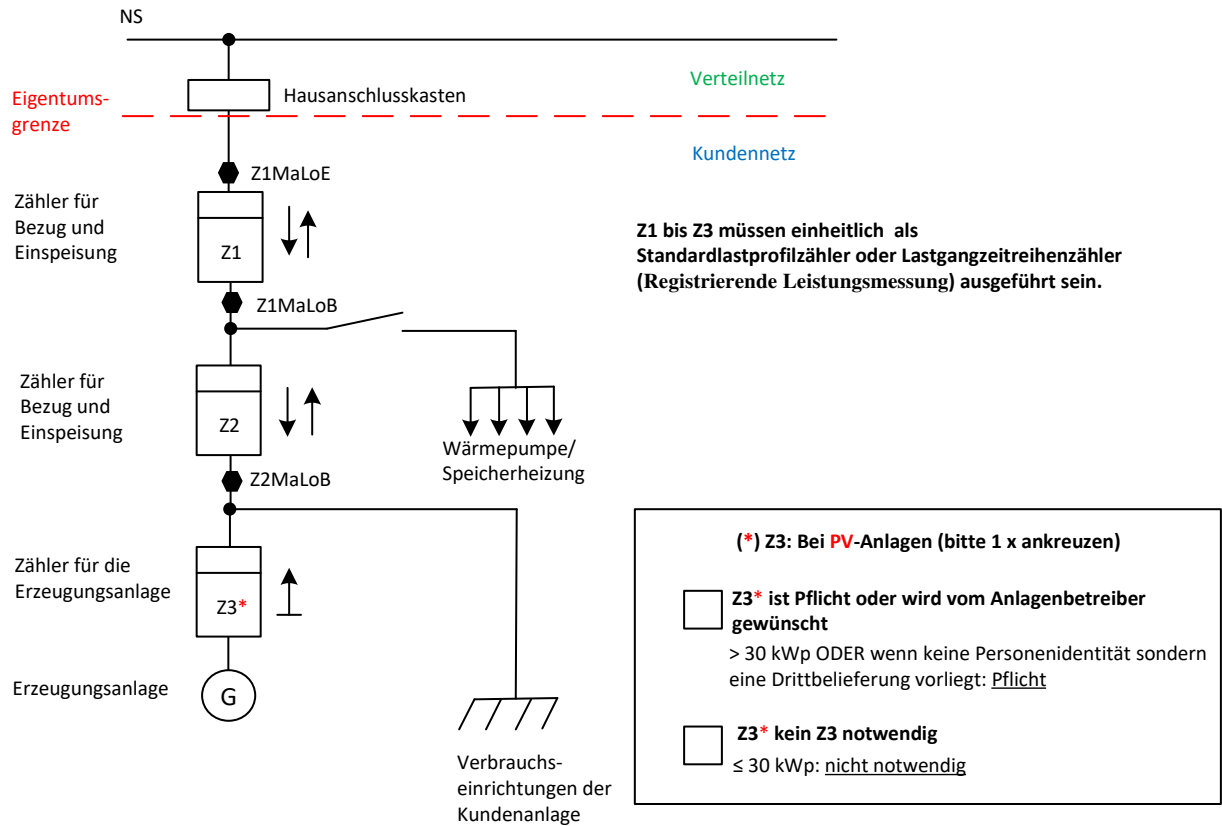 NS
Verteilnetz
Eigentums-
grenze
Hausanschlusskasten
Kundennetz
Z1MaLoE
Zähler für
Bezug und
Einspeisung
Z1
Z1 bis Z3 müssen einheitlich als
Standardlastprofilzähler oder Lastgangzeitreihenzähler
(Registrierende Leistungsmessung) ausgeführt sein.
Z1MaLoB
Zähler für
Bezug und
Einspeisung
Z2
Wärmepumpe/
Speicherheizung
Z2MaLoB
Zähler für die
Erzeugungsanlage
Z3*
Erzeugungsanlage
G
Verbrauchs-
einrichtungen der
Kundenanlage
(*) Z3: Bei PV-Anlagen (bitte 1 x ankreuzen)
Z3* ist Pflicht oder wird vom Anlagenbetreiber
gewünscht
> 30 kWp ODER wenn keine Personenidentität sondern
eine Drittbelieferung vorliegt: Pflicht
Z3* kein Z3 notwendig
≤ 30 kWp: nicht notwendig